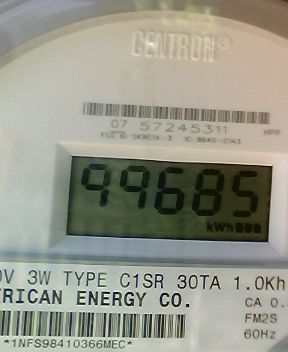 CENTRON®
07 57245311
99685
kWh
0V 3W TYPE C1SR 30TA 1.0Kh
ERICAN ENERGY CO.
CA 0.
FM2S
*1NFS98410366MEC* 60Hz